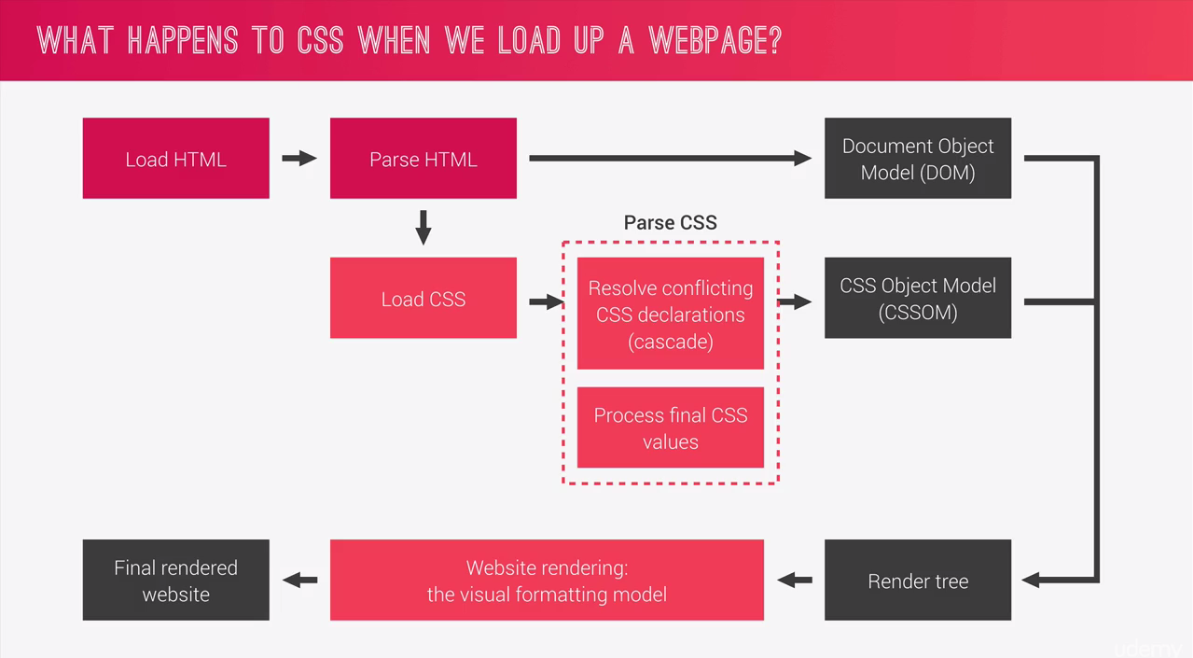 WHAT HAPPENS TO CSS WHEN WE LOAD UP A WEBPAGE?
Load HTML
Parse HTML
Document Object
Model (DOM)
Parse CSS
Load CSS
Resolve conflicting
CSS declarations
(cascade)
CSS Object Model
(CSSOM)
Process final CSS
values
Final rendered
website
Website rendering:
the visual formatting model
Render tree
udemy